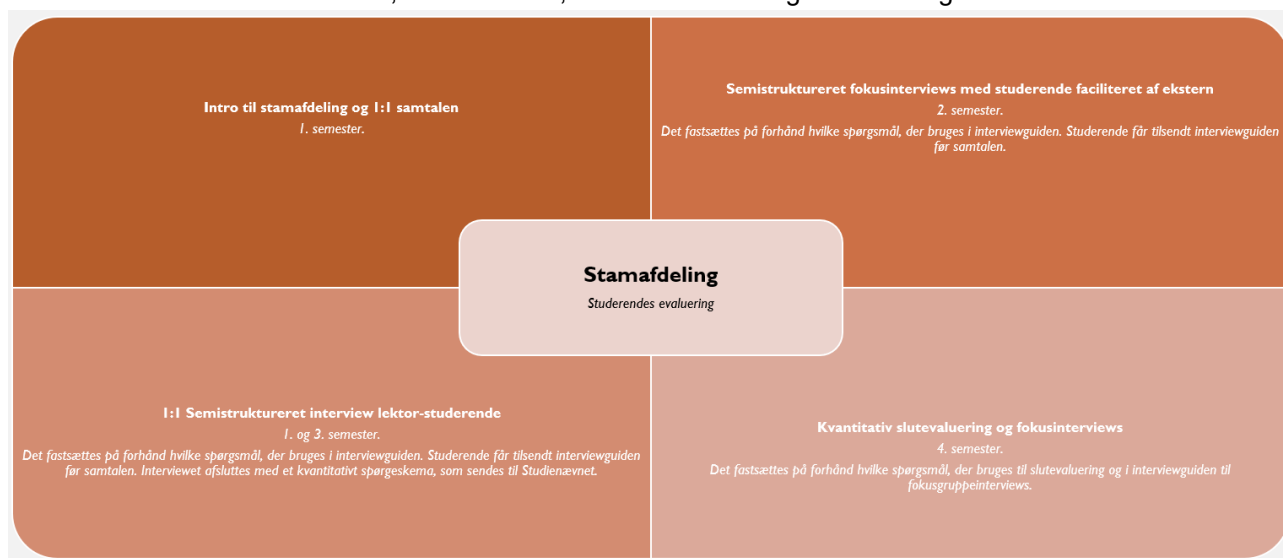 Intro til stamafdeling og 1:1 samtalen
1. semester.
Semistruktureret fokusinterviews med studerende faciliteret af ekstern
2. semester.
Det fastsættes på forhånd hvilke spørgsmål, der bruges i interviewguiden. Studerende får tilsendt interviewguiden
før samtalen.
Stamafdeling
Studerendes evaluering
1:1 Semistruktureret interview lektor-studerende
1. og 3. semester.
Det fastsættes på forhånd hvilke spørgsmål, der bruges i interviewguiden. Studerende får tilsendt interviewguiden
før samtalen. Interviewet afsluttes med et kvantitativt spørgeskema, som sendes til Studienævnet.
Kvantitativ slutevaluering og fokusinterviews
4. semester.
Det fastsættes på forhånd hvilke spørgsmål, der bruges til slutevaluering og i interviewguiden til
fokusgruppeinterviews.